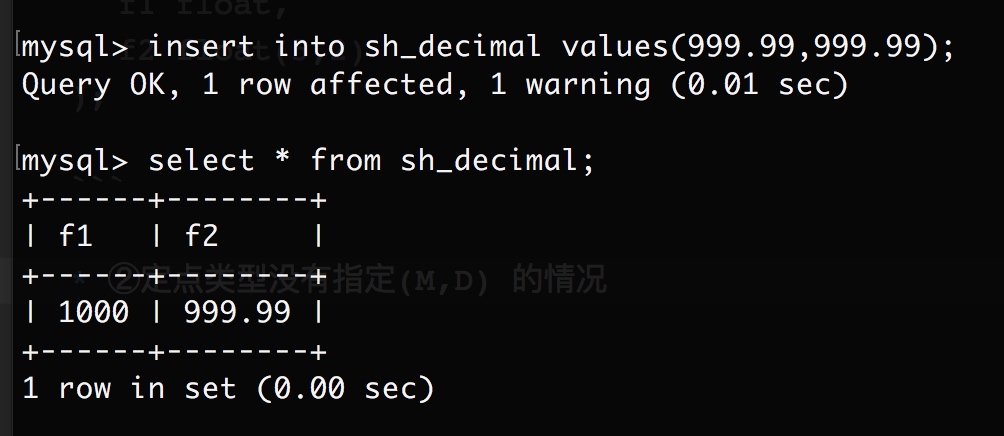 f1 float,
[mysql> insert into sh_decimal values(999.99,999.99);
Query OK, 1 row affected, 1 warning (0.01 sec)
[mysql> select * from sh_decimal;
+------+--------+
| f1   | f2     |
+------+--------+
②定点类型没有指定(M,D) 的情况
| 1000 | 999.99 |
+------+--------+
1 row in set (0.00 sec)